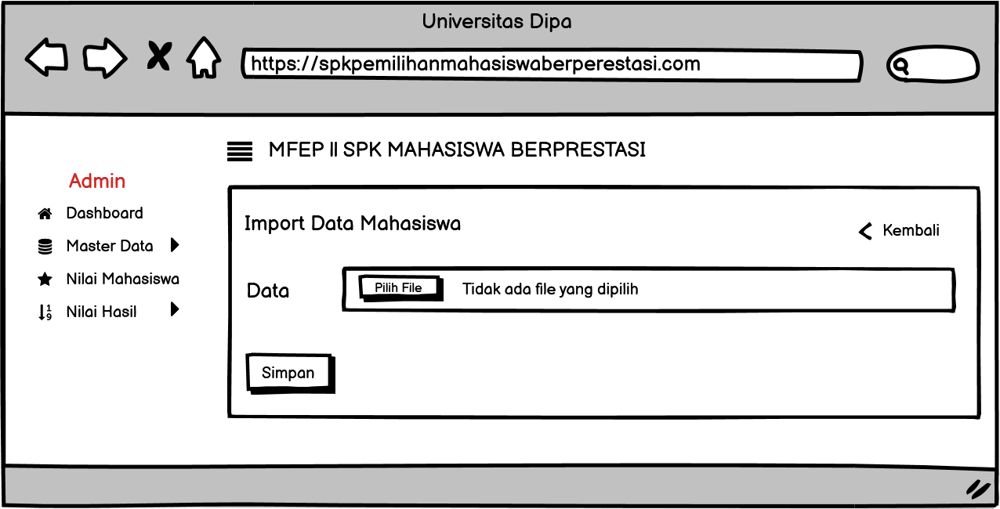 Universitas Dipa
https://spkpemilihanmahasiswaberperestasi.com
MFEP II SPK MAHASISWA BERPRESTASI
Admin
Dashboard
Master Data
Nilai Mahasiswa
Nilai Hasil
Import Data Mahasiswa
Kembali
Data
Pilih File
Tidak ada file yang dipilih
Simpan